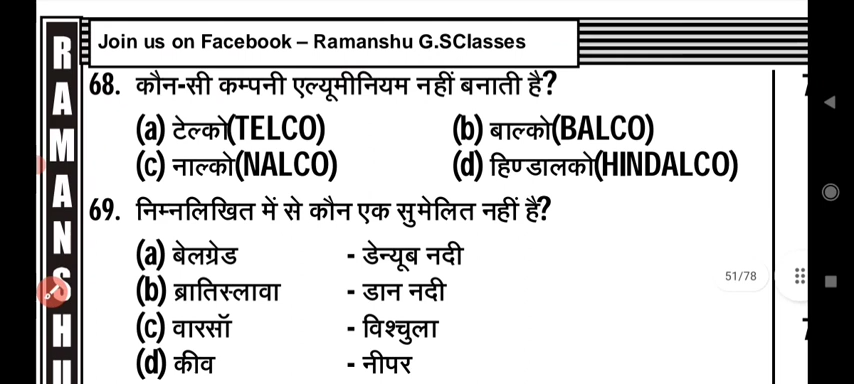 Join us on Facebook – Ramanshu G.SClasses
RAMANSHU
68. कौन-सी कम्पनी एल्यूमीनियम नहीं बनाती है?
(a) टेल्को(TELCO) (b) बाल्को(BALCO)
(c) नाल्को(NALCO) (d) हिण्डालको(HINDALCO)
69. निम्नलिखित में से कौन एक सुमेलित नहीं है?
(a) बेलग्रेड - डेन्यूब नदी
51/78
(b) ब्रातिस्लावा - डान नदी
(c) वारसॉ - विश्चुला
(d) कीव - नीपर